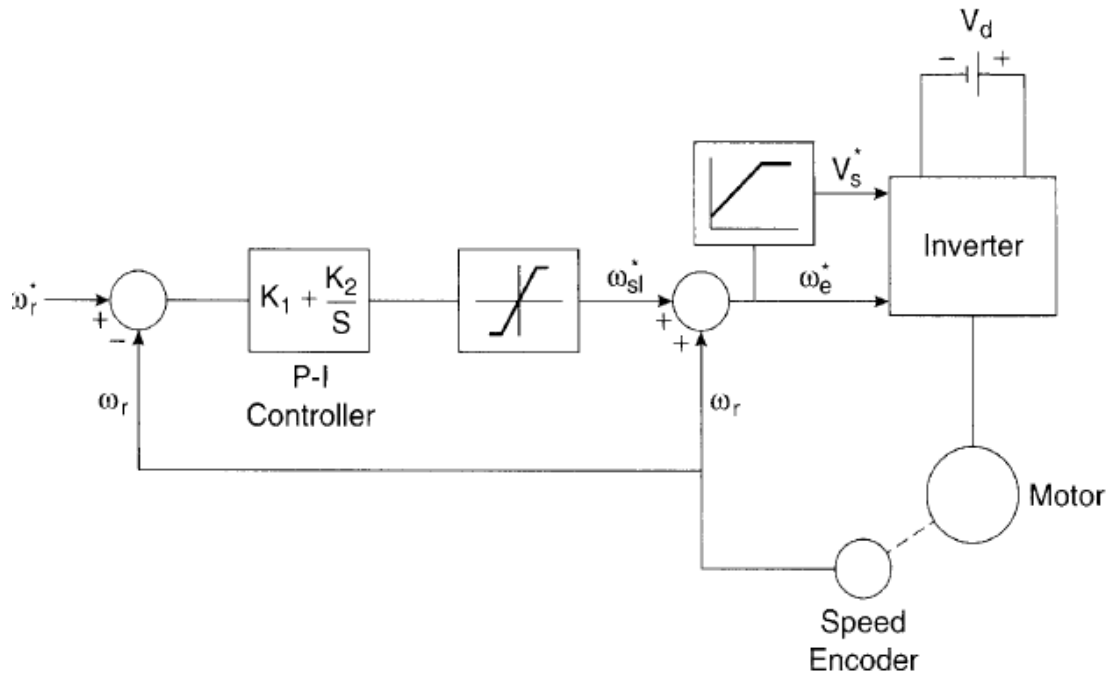 V_d
− +
V_s^*
Inverter
ω_r^*
+
−
K_1 + K_2/S
ω_sl^*
+
+
ω_e^*
P-I
Controller
ω_r
ω_r
Motor
Speed
Encoder